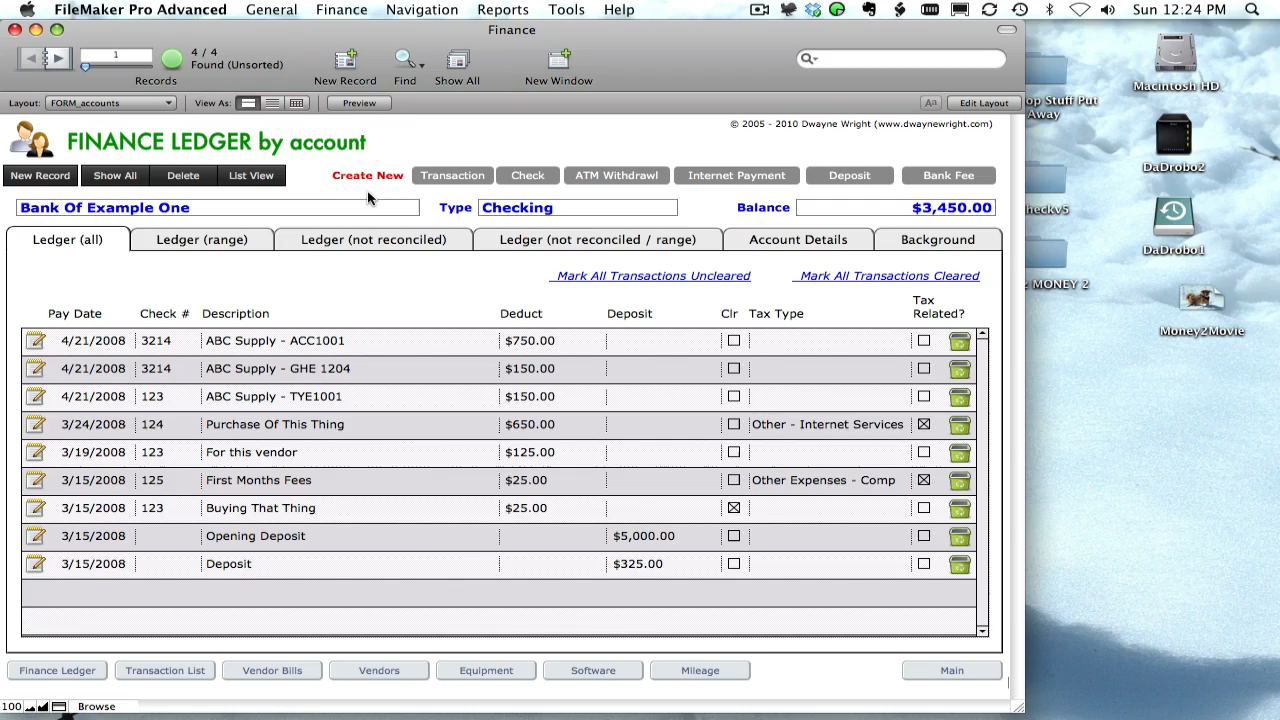 FileMaker Pro Advanced General Finance Navigation Reports Tools Help Sun 12:24 PM
Finance
1
4 / 4
Found (Unsorted)
Records New Record Find Show All New Window
Layout: FORM_accounts View As: Preview Aa Edit Layout
© 2005 - 2010 Dwayne Wright (www.dwaynewright.com)
FINANCE LEDGER by account
New Record Show All Delete List View Create New Transaction Check ATM Withdrawl Internet Payment Deposit Bank Fee
Bank Of Example One Type Checking Balance $3,450.00
Ledger (all) Ledger (range) Ledger (not reconciled) Ledger (not reconciled / range) Account Details Background
Mark All Transactions Uncleared Mark All Transactions Cleared
Pay Date Check # Description Deduct Deposit Clr Tax Type Tax Related?
4/21/2008 3214 ABC Supply - ACC1001 $750.00
4/21/2008 3214 ABC Supply - GHE 1204 $150.00
4/21/2008 123 ABC Supply - TYE1001 $150.00
3/24/2008 124 Purchase Of This Thing $650.00 Other - Internet Services
3/19/2008 123 For this vendor $125.00
3/15/2008 125 First Months Fees $25.00 Other Expenses - Comp
3/15/2008 123 Buying That Thing $25.00
3/15/2008 Opening Deposit $5,000.00
3/15/2008 Deposit $325.00
Finance Ledger Transaction List Vendor Bills Vendors Equipment Software Mileage Main
100 Browse
Macintosh HD
op Stuff Put
Away
DaDrobo2
heckv5
DaDrobo1
MONEY 2
Money2Movie